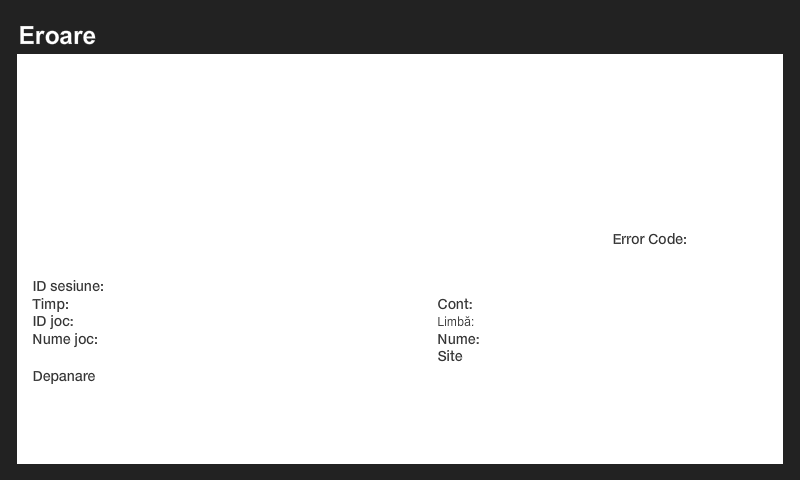 Eroare
Error Code:
ID sesiune:
Timp:
Cont:
ID joc:
Limbă:
Nume joc:
Nume:
Site
Depanare